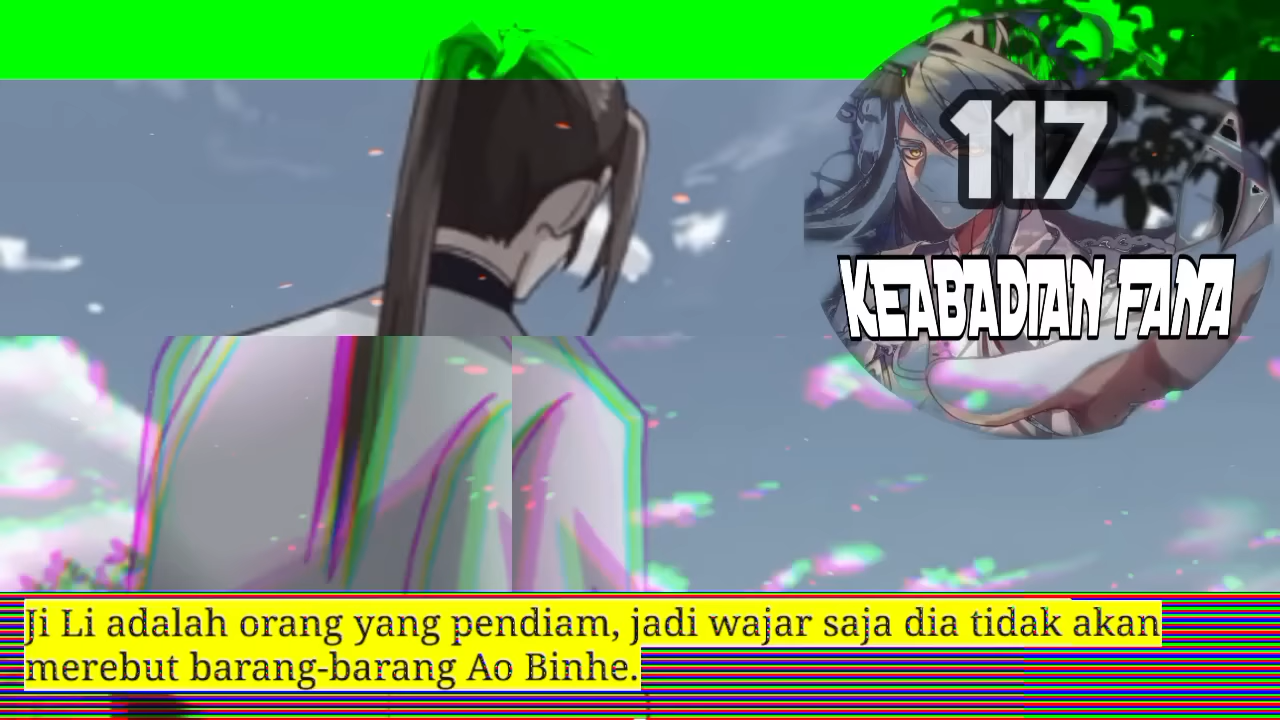 117
KEABADIAN FANA
Ji Li adalah orang yang pendiam, jadi wajar saja dia tidak akan
merebut barang-barang Ao Binhe.